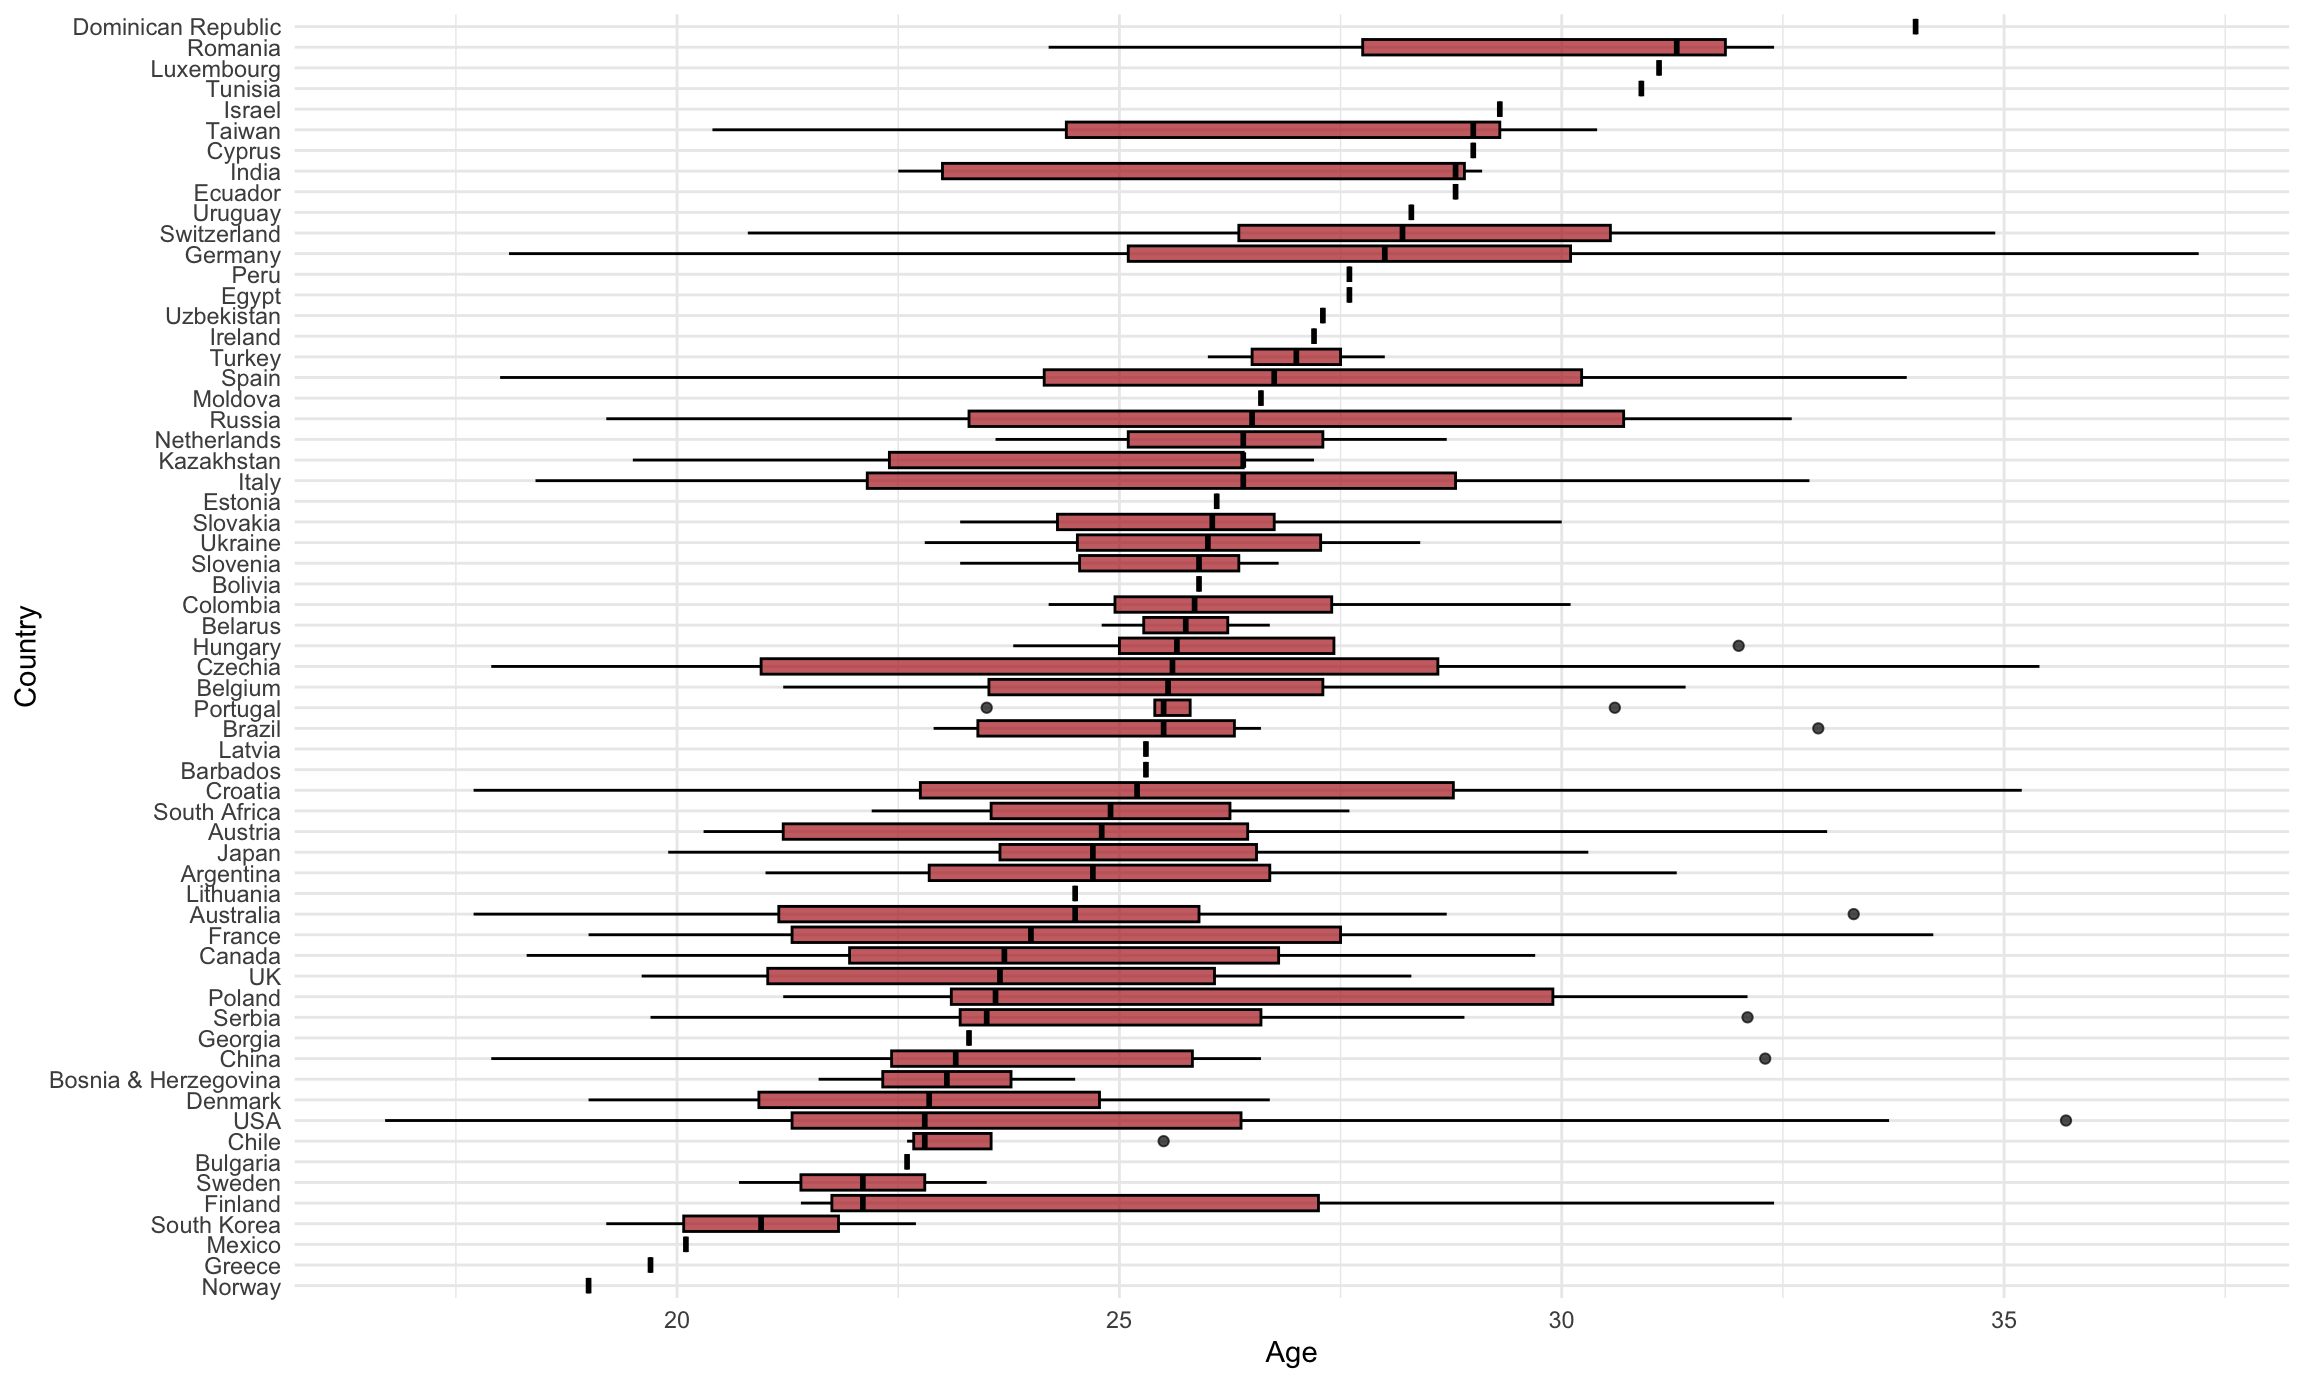 Dominican Republic
Romania
Luxembourg
Tunisia
Israel
Taiwan
Cyprus
India
Ecuador
Uruguay
Switzerland
Germany
Peru
Egypt
Uzbekistan
Ireland
Turkey
Spain
Moldova
Russia
Netherlands
Kazakhstan
Italy
Estonia
Slovakia
Ukraine
Slovenia
Bolivia
Colombia
Belarus
Hungary
Czechia
Belgium
Portugal
Brazil
Latvia
Barbados
Croatia
South Africa
Austria
Japan
Argentina
Lithuania
Australia
France
Canada
UK
Poland
Serbia
Georgia
China
Bosnia & Herzegovina
Denmark
USA
Chile
Bulgaria
Sweden
Finland
South Korea
Mexico
Greece
Norway
Country
20 25 30 35
Age